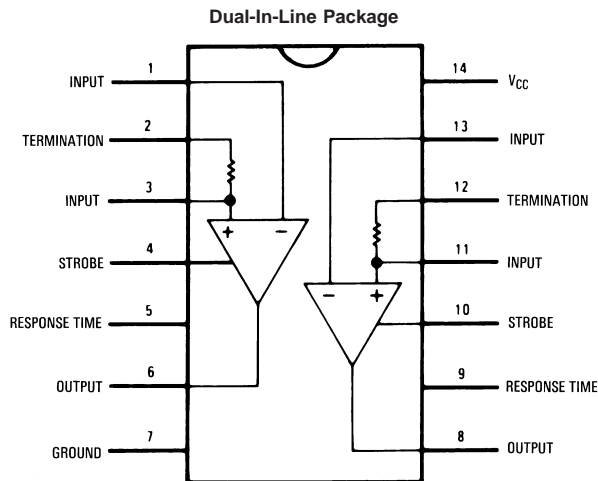 Dual-In-Line Package
1
INPUT
2
TERMINATION
3
INPUT
4
STROBE
5
RESPONSE TIME
6
OUTPUT
7
GROUND
14
VCC
13
INPUT
12
TERMINATION
11
INPUT
10
STROBE
9
RESPONSE TIME
8
OUTPUT
+ −
− +